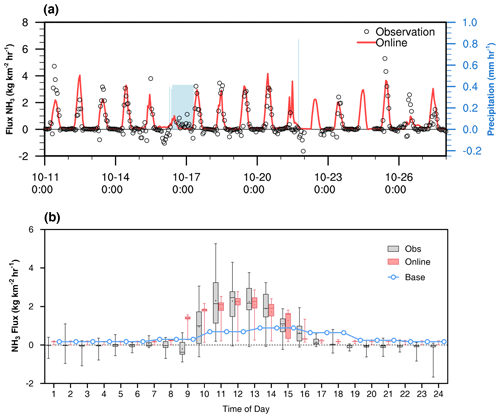 (a)
Observation
Online
Flux NH3 (kg km-2 hr-1)
8
6
4
2
0
-2
1.0
0.8
0.6
0.4
0.2
0.0
-0.2
Precipitation (mm hr-1)
10-11 10-14 10-17 10-20 10-23 10-26
0:00 0:00 0:00 0:00 0:00 0:00
(b)
Obs
Online
Base
NH3 Flux (kg km-2 hr-1)
6
4
2
0
-2
1 2 3 4 5 6 7 8 9 10 11 12 13 14 15 16 17 18 19 20 21 22 23 24
Time of Day